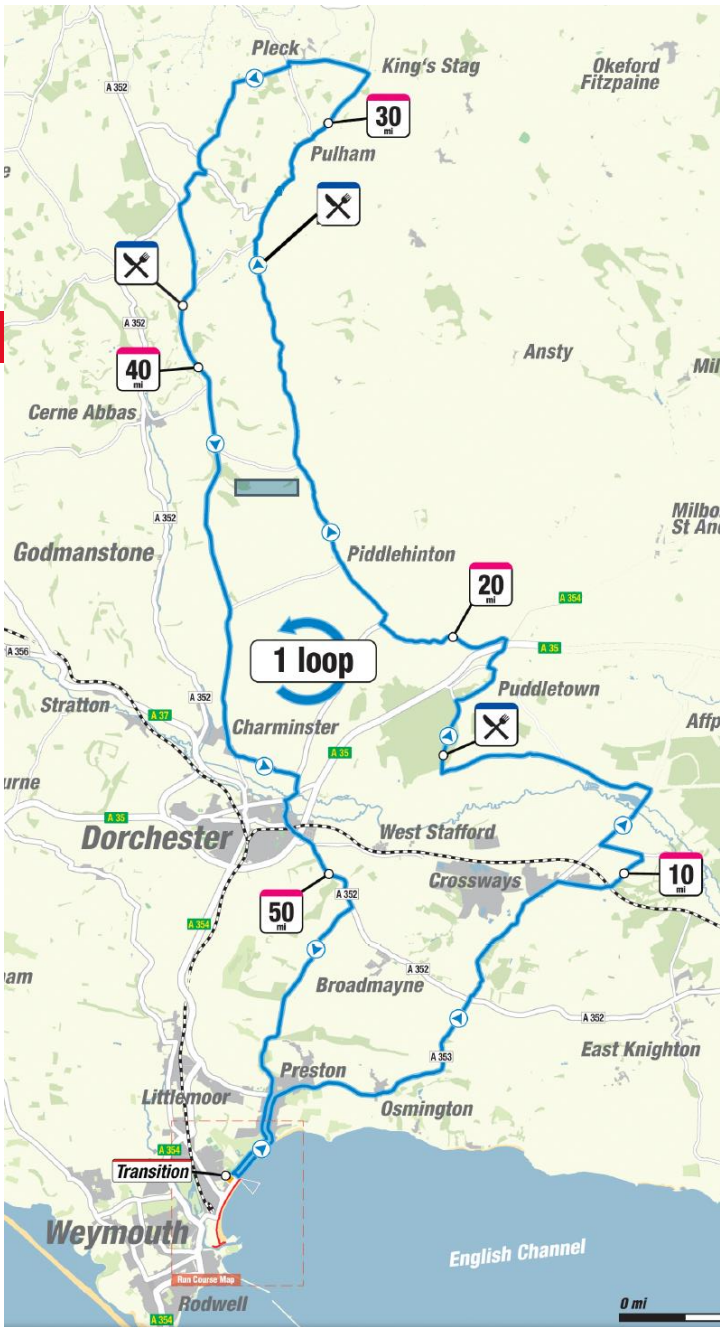 Pleck
King's Stag
Okeford
Fitzpaine
A 352
30
mi
Pulham
A 352
40
mi
Ansty
Mil
Cerne Abbas
A 352
Milbo
St An
Godmanstone
Piddlehinton
20
mi
A 354
A 35
1 loop
A 356
Puddletown
Stratton
A 352
A 37
Charminster
Affp
A 35
urne
A 35
Dorchester
West Stafford
Crossways
10
mi
50
mi
A 352
A 354
am
Broadmayne
A 352
A 352
East Knighton
A 353
Preston
Littlemoor
Osmington
A 354
Transition
Weymouth
English Channel
Run Course Map
Rodwell
A 354
0 mi